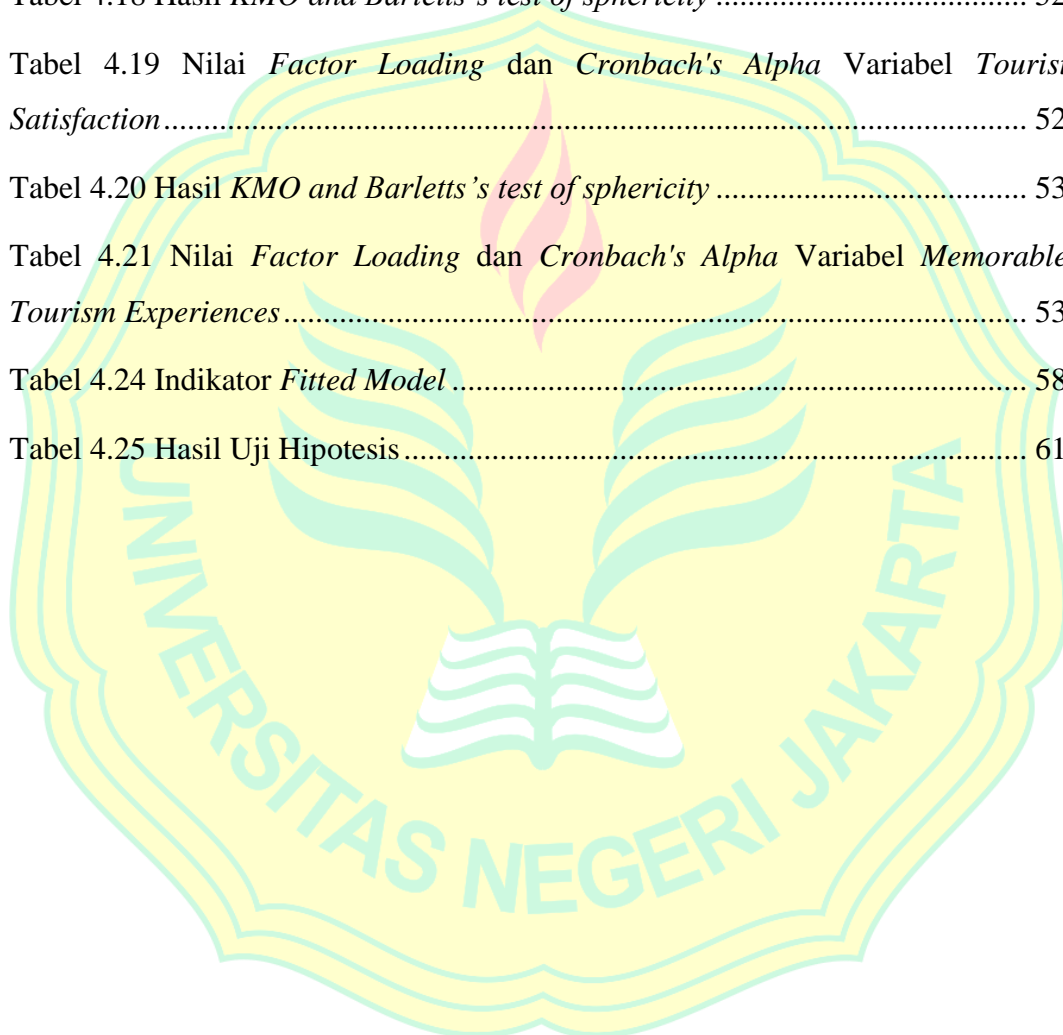 Tabel 4.18 Hasil KMO and Barletts's test of sphericity ........................................ 52
Tabel 4.19 Nilai Factor Loading dan Cronbach's Alpha Variabel Tourism
Satisfaction ............................................................................................................. 52
Tabel 4.20 Hasil KMO and Barletts's test of sphericity ........................................ 53
Tabel 4.21 Nilai Factor Loading dan Cronbach's Alpha Variabel Memorable
Tourism Experiences .............................................................................................. 53
Tabel 4.24 Indikator Fitted Model ......................................................................... 58
Tabel 4.25 Hasil Uji Hipotesis ............................................................................... 61
UNIVERSITAS NEGERI JAKARTA